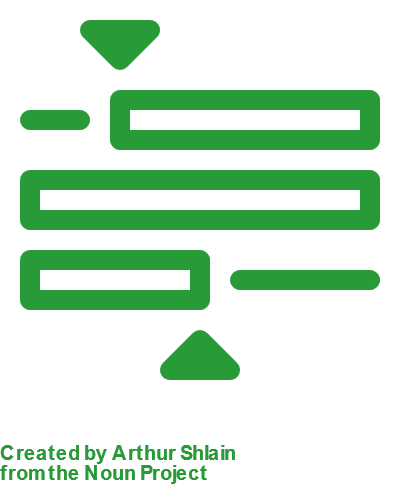 Created by Arthur Shlain
from the Noun Project